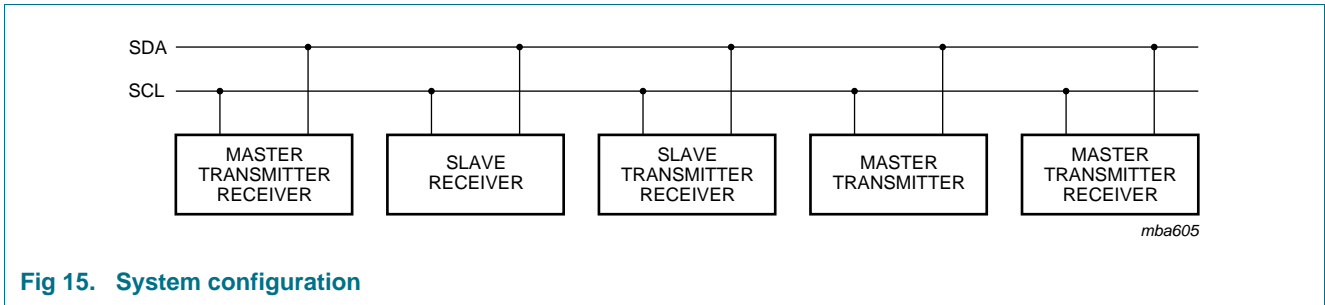 SDA
SCL
MASTER
TRANSMITTER
RECEIVER
SLAVE
RECEIVER
SLAVE
TRANSMITTER
RECEIVER
MASTER
TRANSMITTER
MASTER
TRANSMITTER
RECEIVER
mba605
Fig 15. System configuration